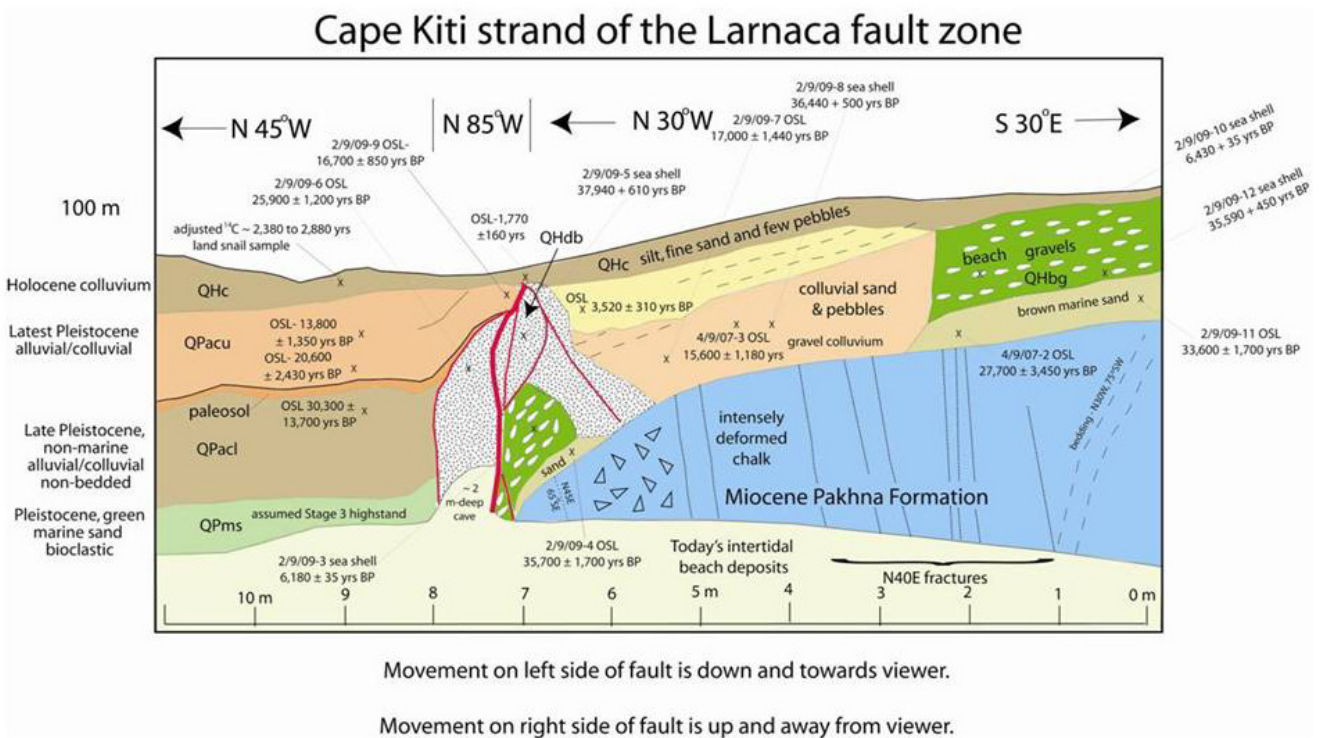 Cape Kiti strand of the Larnaca fault zone
N 45°W
N 85°W
N 30°W
S 30°E
2/9/09-8 sea shell
36,440 + 500 yrs BP
2/9/09-7 OSL
17,000 ± 1,440 yrs BP
2/9/09-10 sea shell
6,430 + 35 yrs BP
2/9/09-9 OSL-
16,700 ± 850 yrs BP
2/9/09-6 OSL
25,900 ± 1,200 yrs BP
2/9/09-5 sea shell
37,940 + 610 yrs BP
2/9/09-12 sea shell
35,590 + 450 yrs BP
100 m
adjusted ¹⁴C ~ 2,380 to 2,880 yrs
land snail sample
OSL-1,770
±160 yrs
QHdb
QHc silt, fine sand and few pebbles
Holocene colluvium
QHc
beach gravels
QHbg
brown marine sand
OSL
3,520 ± 310 yrs BP
colluvial sand
& pebbles
Latest Pleistocene
alluvial/colluvial
QPacu
OSL- 13,800
± 1,350 yrs BP
OSL- 20,600
± 2,430 yrs BP
4/9/07-3 OSL
15,600 ± 1,180 yrs
gravel colluvium
2/9/09-11 OSL
33,600 ± 1,700 yrs BP
4/9/07-2 OSL
27,700 ± 3,450 yrs BP
paleosol
OSL 30,300 ±
13,700 yrs BP
bedding - N30W, 75°SW
Late Pleistocene,
non-marine
alluvial/colluvial
non-bedded
QPacl
intensely
deformed
chalk
sand
N45E
65°SE
~ 2
m-deep
cave
Miocene Pakhna Formation
Pleistocene, green
marine sand
bioclastic
QPms
assumed Stage 3 highstand
2/9/09-3 sea shell
6,180 ± 35 yrs BP
2/9/09-4 OSL
35,700 ± 1,700 yrs BP
Today's intertidal
beach deposits
N40E fractures
10 m 9 8 7 6 5 m 4 3 2 1 0 m
Movement on left side of fault is down and towards viewer.
Movement on right side of fault is up and away from viewer.